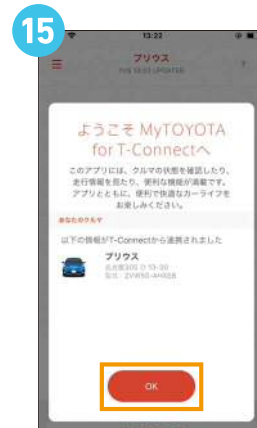 15
13:22
プリウス
ようこそ MyTOYOTA
for T-Connectへ
このアプリには、クルマの状態を確認したり、
走行情報を見たり、便利な機能が満載です。
アプリとともに、便利で快適なカーライフを
お楽しみください。
あなたのクルマ
以下の情報がT-Connectから連携されました
プリウス
OK